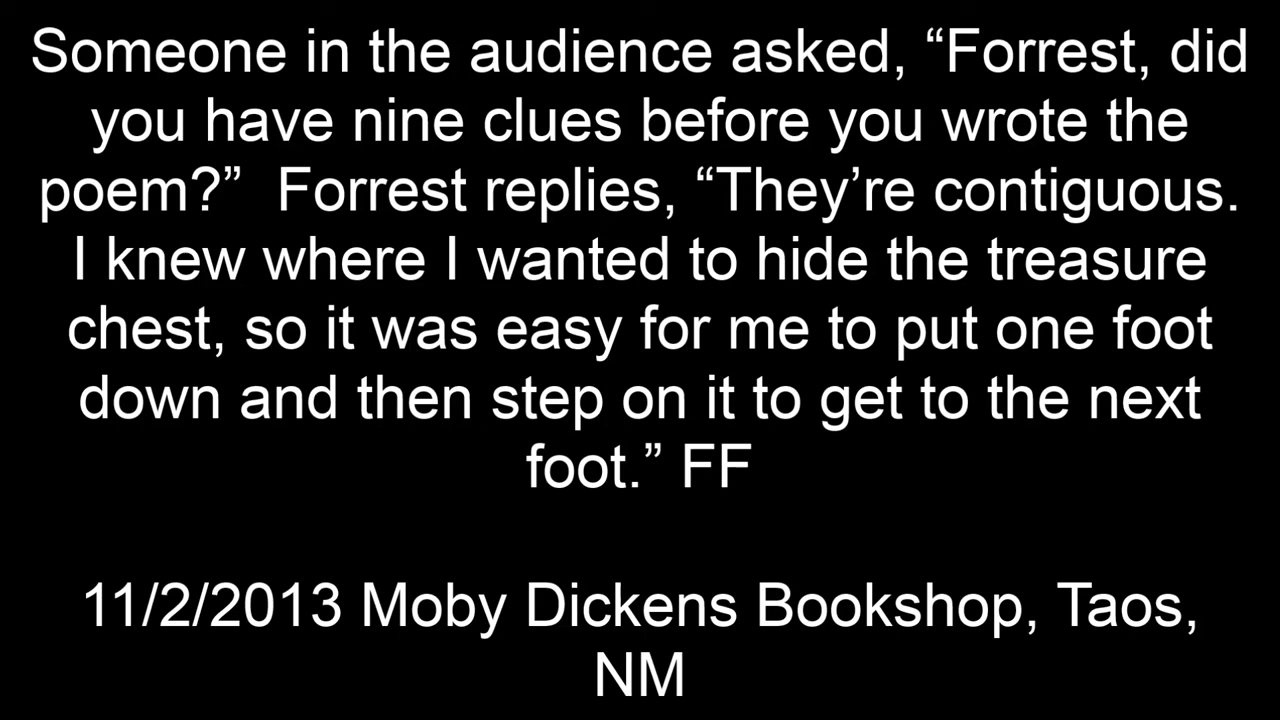 Someone in the audience asked, “Forrest, did
you have nine clues before you wrote the
poem?”  Forrest replies, “They’re contiguous.
I knew where I wanted to hide the treasure
chest, so it was easy for me to put one foot
down and then step on it to get to the next
foot.” FF
11/2/2013 Moby Dickens Bookshop, Taos,
NM